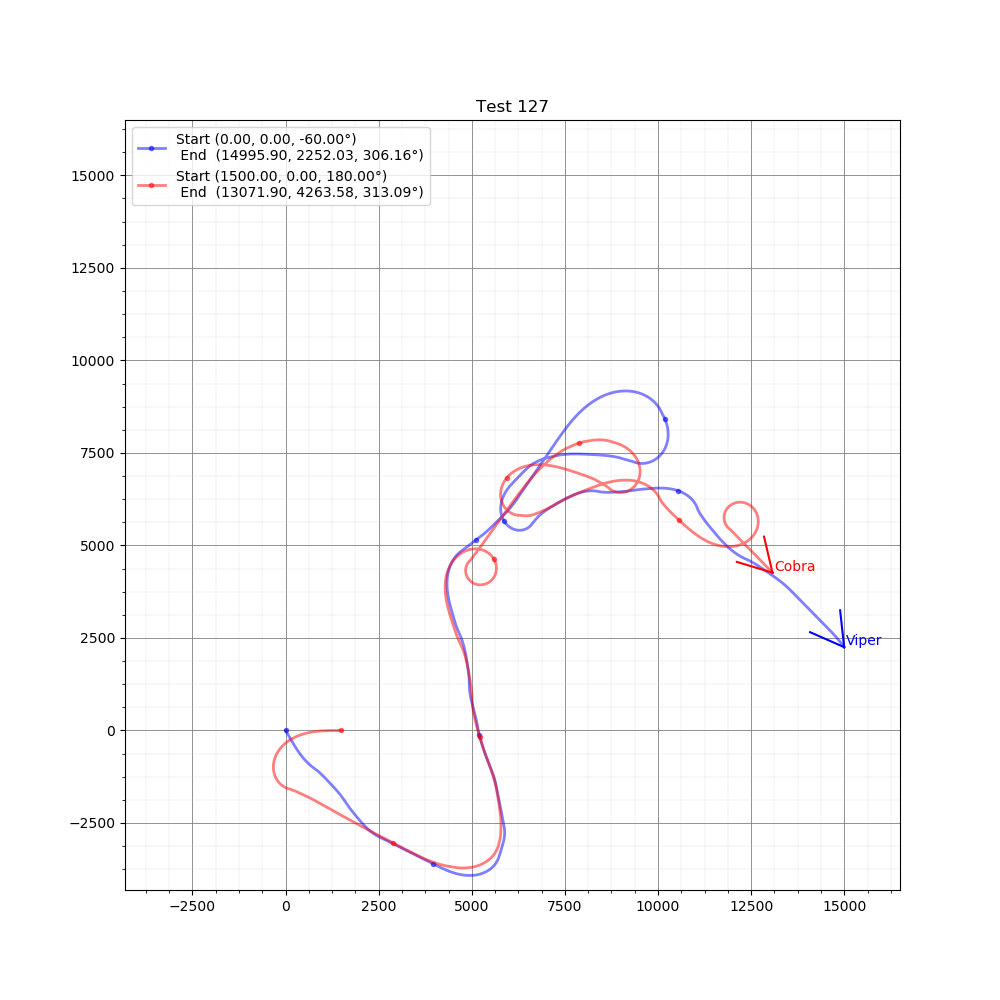 Test 127
Start (0.00, 0.00, -60.00°)
End (14995.90, 2252.03, 306.16°)
Start (1500.00, 0.00, 180.00°)
End (13071.90, 4263.58, 313.09°)
15000
12500
10000
7500
5000
2500
0
−2500
Cobra
Viper
−2500 0 2500 5000 7500 10000 12500 15000